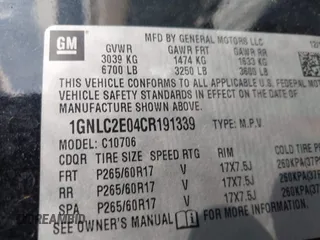 GM
MFD BY GENERAL MOTORS LLC
GVWR GAWR FRT GAWR RR
3039 KG 1474 KG 1633 KG
6700 LB 3250 LB 3600 LB
THIS VEHICLE CONFORMS TO ALL APPLICABLE U.S. FEDERAL MOTOR
VEHICLE SAFETY STANDARDS IN
EFFECT ON THE DATE OF MANUFACTURE SHOWN ABOVE.
1GNLC2E04CR191339 TYPE: M.P.V.
MODEL: C10706
TIRE SIZE SPEED RTG RIM COLD TIRE
FRT P265/60R17 V 17X7.5J
RR P265/60R17 V 17X7.5J 260KPA(37P
SPA P265/60R17 V 17X7.5J 260KPA
SEE OWNER'S MANUAL FOR
INFORMATION